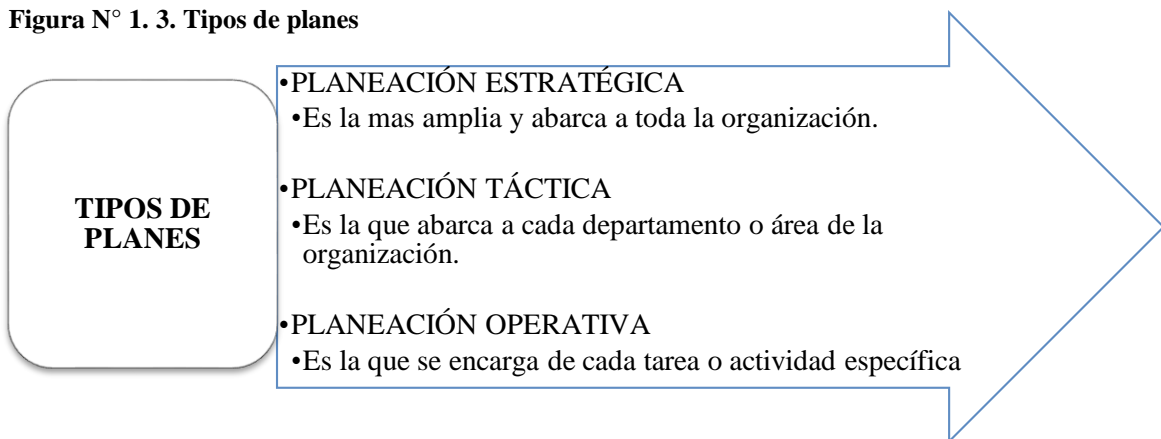 Figura N° 1. 3. Tipos de planes
TIPOS DE
PLANES
•PLANEACIÓN ESTRATÉGICA
•Es la mas amplia y abarca a toda la organización.
•PLANEACIÓN TÁCTICA
•Es la que abarca a cada departamento o área de la
organización.
•PLANEACIÓN OPERATIVA
•Es la que se encarga de cada tarea o actividad específica